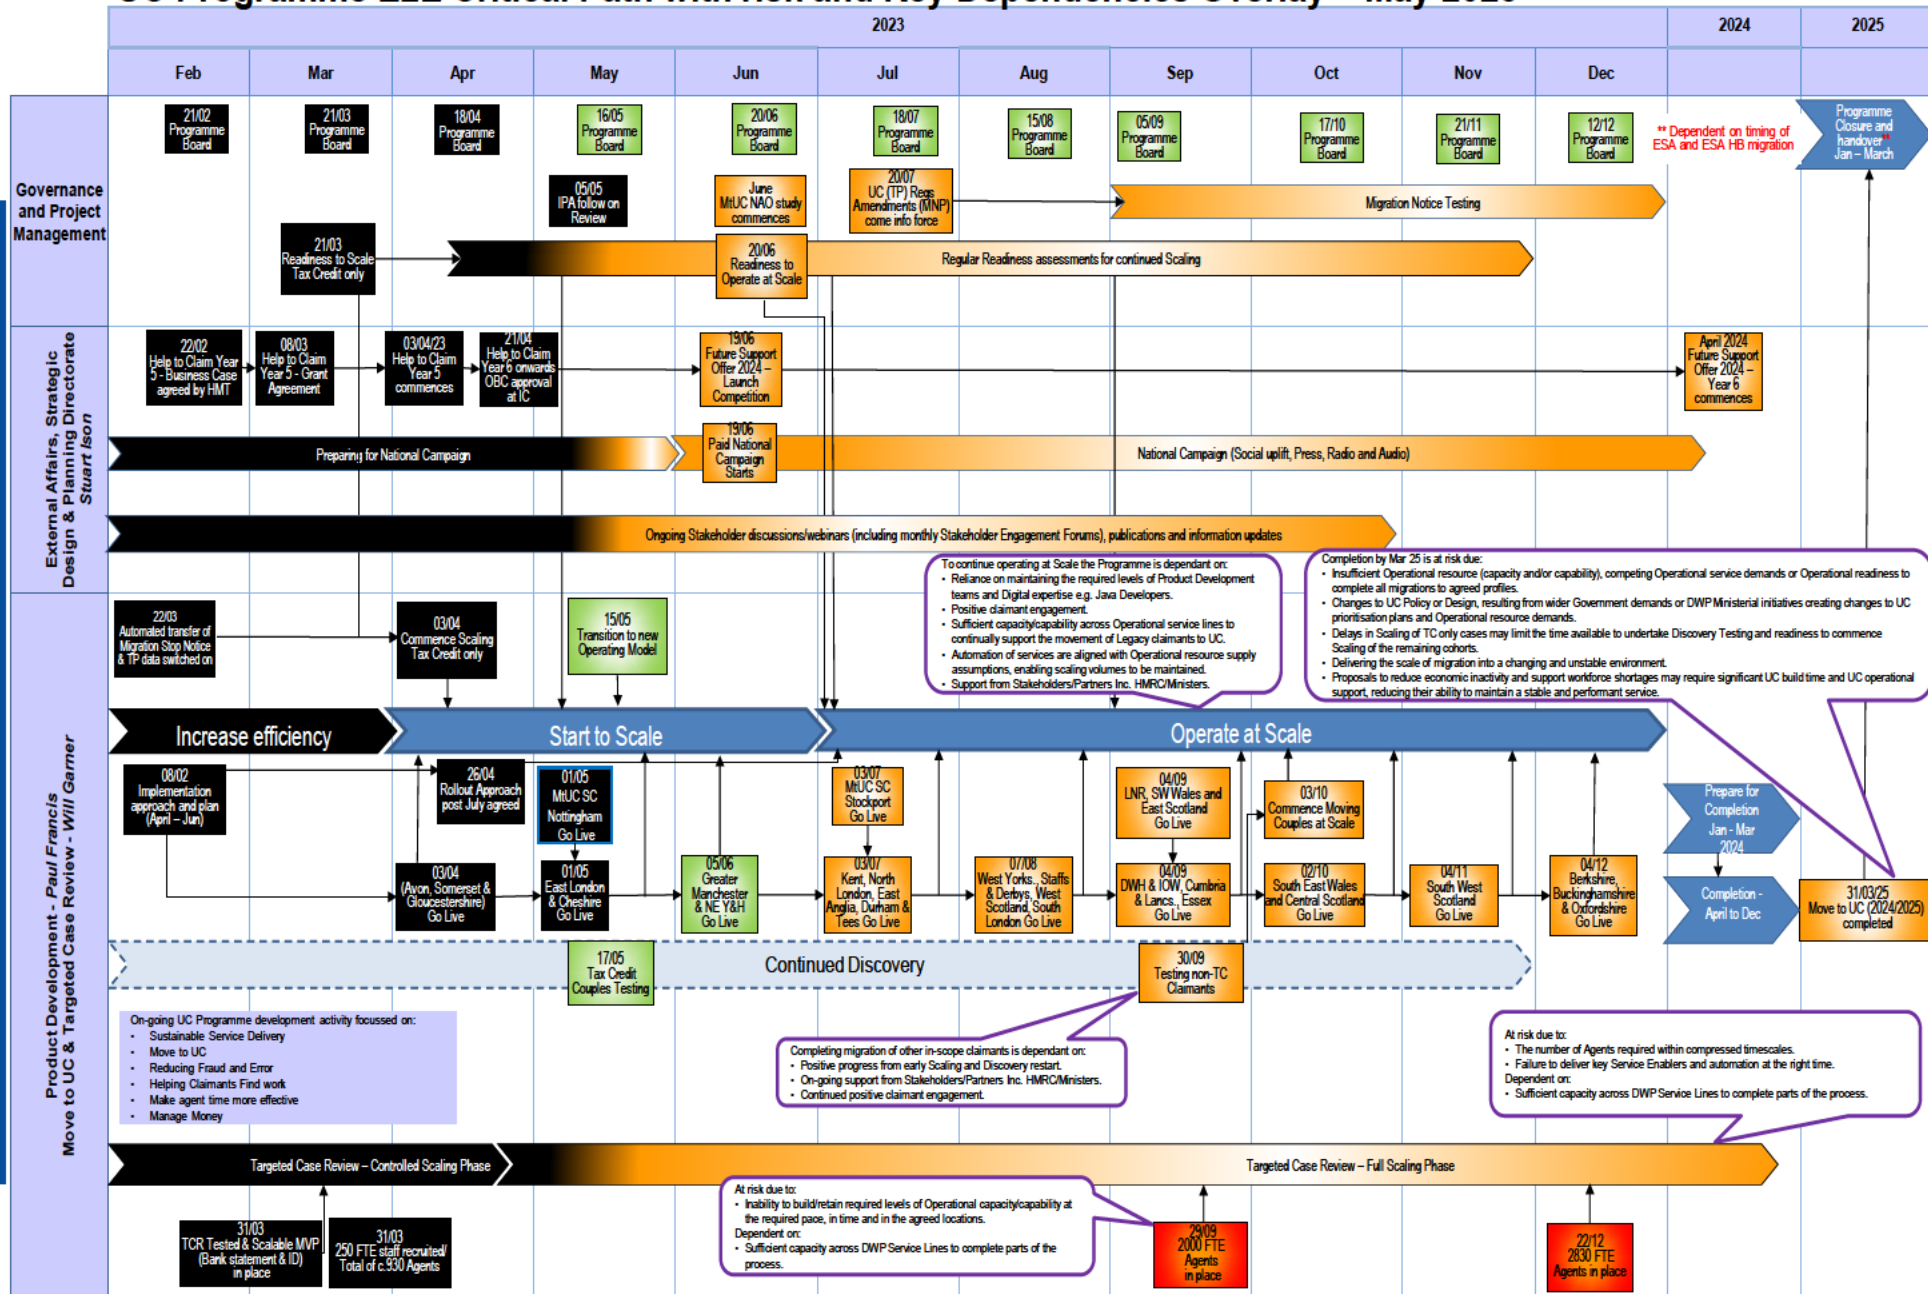 UC Programme E2E Critical Path with risk and Key Dependencies Overlay – May 2023
2023
2024
2025
Feb
Mar
Apr
May
Jun
Jul
Aug
Sep
Oct
Nov
Dec
Governance
and Project
Management
21/02
Programme
Board
21/03
Programme
Board
18/04
Programme
Board
16/05
Programme
Board
20/06
Programme
Board
18/07
Programme
Board
15/08
Programme
Board
05/09
Programme
Board
17/10
Programme
Board
21/11
Programme
Board
12/12
Programme
Board
** Dependent on timing of
ESA and ESA HB migration
Programme
Closure and
handover**
Jan – March
05/05
IPA follow on
Review
June
MtUC NAO study
commences
20/07
UC (TP) Regs
Amendments (MNP)
come info force
Migration Notice Testing
21/03
Readiness to Scale
Tax Credit only
20/06
Readiness to
Operate at Scale
Regular Readiness assessments for continued Scaling
External Affairs, Strategic
Design & Planning Directorate
Stuart Ison
22/02
Help to Claim Year
5 - Business Case
agreed by HMT
08/03
Help to Claim
Year 5 - Grant
Agreement
03/04/23
Help to Claim
Year 5
commences
21/04
Help to Claim
Year 6 onwards
OBC approval
at IC
19/06
Future Support
Offer 2024 –
Launch
Competition
April 2024
Future Support
Offer 2024 –
Year 6
commences
Preparing for National Campaign
19/06
Paid National
Campaign
Starts
National Campaign (Social uplift, Press, Radio and Audio)
Ongoing Stakeholder discussions/webinars (including monthly Stakeholder Engagement Forums), publications and information updates
Product Development - Paul Francis
Move to UC & Targeted Case Review - Will Garner
22/03
Automated transfer of
Migration Stop Notice
& TP data switched on
03/04
Commence Scaling
Tax Credit only
15/05
Transition to new
Operating Model
To continue operating at Scale the Programme is dependant on:
• Reliance on maintaining the required levels of Product Development
teams and Digital expertise e.g. Java Developers.
• Positive claimant engagement.
• Sufficient capacity/capability across Operational service lines to
continually support the movement of Legacy claimants to UC.
• Automation of services are aligned with Operational resource supply
assumptions, enabling scaling volumes to be maintained.
• Support from Stakeholders/Partners Inc. HMRC/Ministers.
Completion by Mar 25 is at risk due:
• Insufficient Operational resource (capacity and/or capability), competing Operational service demands or Operational readiness to
complete all migrations to agreed profiles.
• Changes to UC Policy or Design, resulting from wider Government demands or DWP Ministerial initiatives creating changes to UC
prioritisation plans and Operational resource demands.
• Delays in Scaling of TC only cases may limit the time available to undertake Discovery Testing and readiness to commence
Scaling of the remaining cohorts.
• Delivering the scale of migration into a changing and unstable environment.
• Proposals to reduce economic inactivity and support workforce shortages may require significant UC build time and UC operational
support, reducing their ability to maintain a stable and performant service.
Increase efficiency
Start to Scale
Operate at Scale
08/02
Implementation
approach and plan
(April – Jun)
26/04
Rollout Approach
post July agreed
01/05
MtUC SC
Nottingham
Go Live
03/07
MtUC SC
Stockport
Go Live
04/09
LNR, SW Wales and
East Scotland
Go Live
03/10
Commence Moving
Couples at Scale
Prepare for
Completion
Jan - Mar
2024
03/04
(Avon, Somerset &
Gloucestershire)
Go Live
01/05
East London
& Cheshire
Go Live
05/06
Greater
Manchester
& NE Y&H
Go Live
03/07
Kent, North
London, East
Anglia, Durham &
Tees Go Live
07/08
West Yorks., Staffs
& Derbys, West
Scotland, South
London Go Live
04/09
DWH & IOW, Cumbria
& Lancs., Essex
Go Live
02/10
South East Wales
and Central Scotland
Go Live
04/11
South West
Scotland
Go Live
04/12
Berkshire,
Buckinghamshire
& Oxfordshire
Go Live
Completion -
April to Dec
31/03/25
Move to UC (2024/2025)
completed
17/05
Tax Credit
Couples Testing
Continued Discovery
30/09
Testing non-TC
Claimants
On-going UC Programme development activity focussed on:
• Sustainable Service Delivery
• Move to UC
• Reducing Fraud and Error
• Helping Claimants Find work
• Make agent time more effective
• Manage Money
Completing migration of other in-scope claimants is dependant on:
• Positive progress from early Scaling and Discovery restart.
• On-going support from Stakeholders/Partners Inc. HMRC/Ministers.
• Continued positive claimant engagement.
At risk due to:
• The number of Agents required within compressed timescales.
• Failure to deliver key Service Enablers and automation at the right time.
Dependent on:
• Sufficient capacity across DWP Service Lines to complete parts of the process.
Targeted Case Review – Controlled Scaling Phase
Targeted Case Review – Full Scaling Phase
31/03
TCR Tested & Scalable MVP
(Bank statement & ID)
in place
31/03
250 FTE staff recruited/
Total of c.930 Agents
At risk due to:
• Inability to build/retain required levels of Operational capacity/capability at
the required pace, in time and in the agreed locations.
Dependent on:
• Sufficient capacity across DWP Service Lines to complete parts of the
process.
29/09
2000 FTE
Agents
in place
22/12
2830 FTE
Agents in place